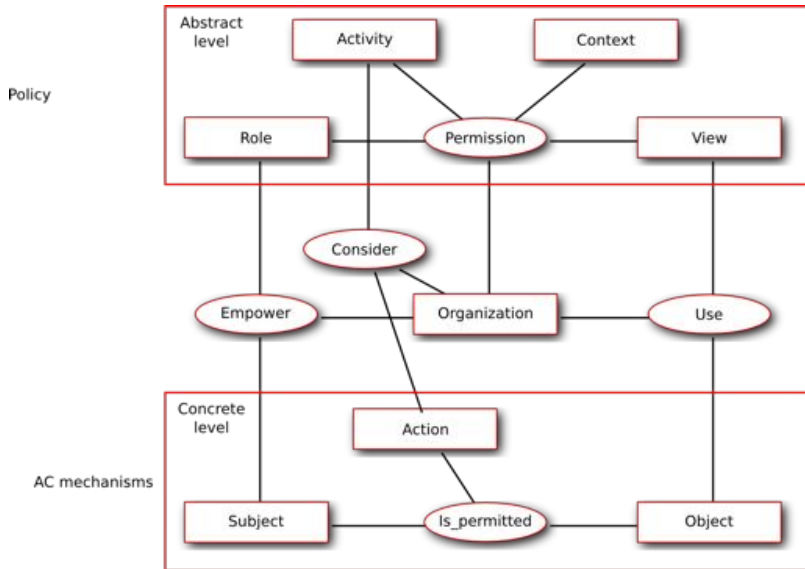 Abstract
level
Activity
Context
Policy
Role
Permission
View
Consider
Empower
Organization
Use
Concrete
level
Action
AC mechanisms
Subject
Is_permitted
Object